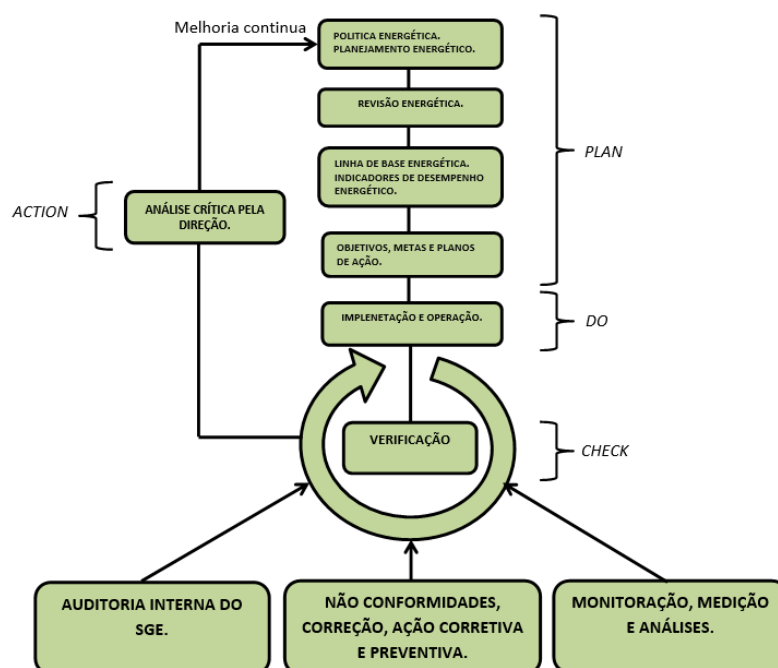 Melhoria continua
POLITICA ENERGÉTICA.
PLANEJAMENTO ENERGÉTICO.
REVISÃO ENERGÉTICA.
LINHA DE BASE ENERGÉTICA.
INDICADORES DE DESEMPENHO
ENERGÉTICO.
PLAN
ACTION
ANÁLISE CRÍTICA PELA
DIREÇÃO.
OBJETIVOS, METAS E PLANOS
DE AÇÃO.
IMPLENETAÇÃO E OPERAÇÃO.
DO
VERIFICAÇÃO
CHECK
AUDITORIA INTERNA DO
SGE.
NÃO CONFORMIDADES,
CORREÇÃO, AÇÃO CORRETIVA
E PREVENTIVA.
MONITORAÇÃO, MEDIÇÃO
E ANÁLISES.